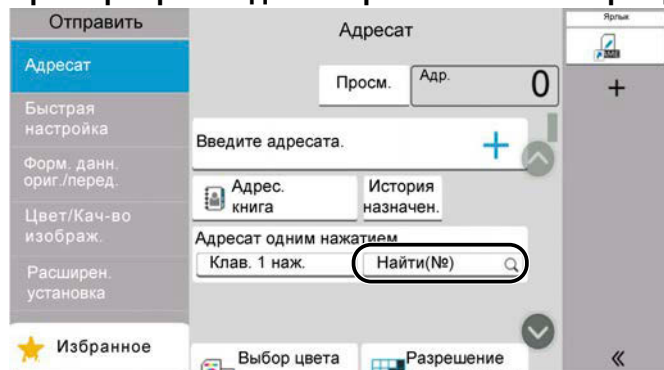 Отправить
Адресат
Ярлык
Адресат
Просм.
Адр.
0
+
Быстрая
настройка
Введите адресата.
+
Форм. данн.
ориг./перед.
Адрес.
книга
История
назначен.
Цвет/Кач-во
изображ.
Адресат одним нажатием
Клав. 1 наж.
Найти(№)
Расширен.
установка
Избранное
Выбор цвета
Разрешение
«